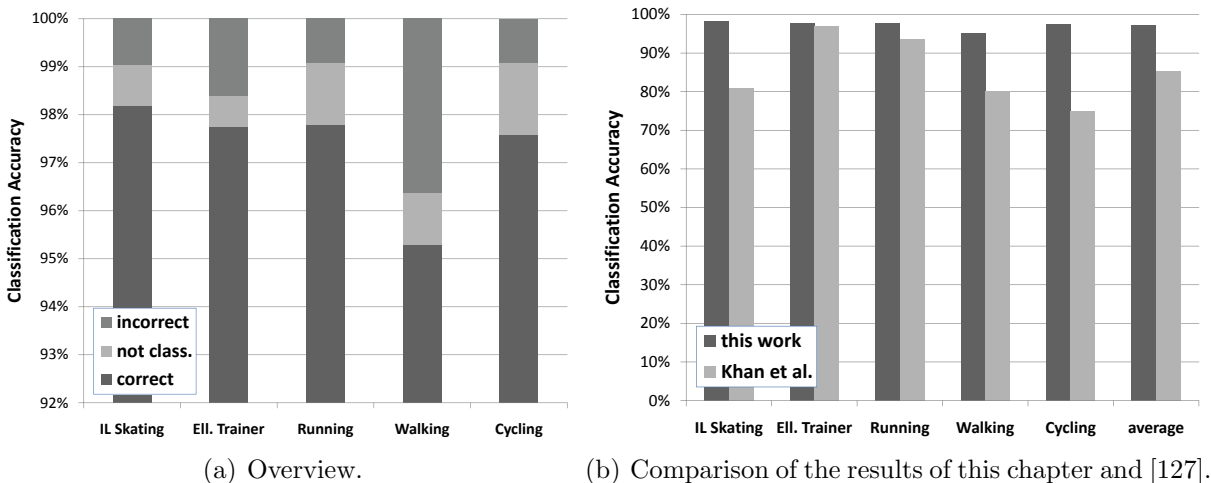 100%
99%
98%
97%
96%
95%
94%
93%
92%
Classification Accuracy
incorrect
not class.
correct
IL Skating Ell. Trainer Running Walking Cycling
(a) Overview.
100%
90%
80%
70%
60%
50%
40%
30%
20%
10%
0%
Classification Accuracy
this work
Khan et al.
IL Skating Ell. Trainer Running Walking Cycling average
(b) Comparison of the results of this chapter and [127].